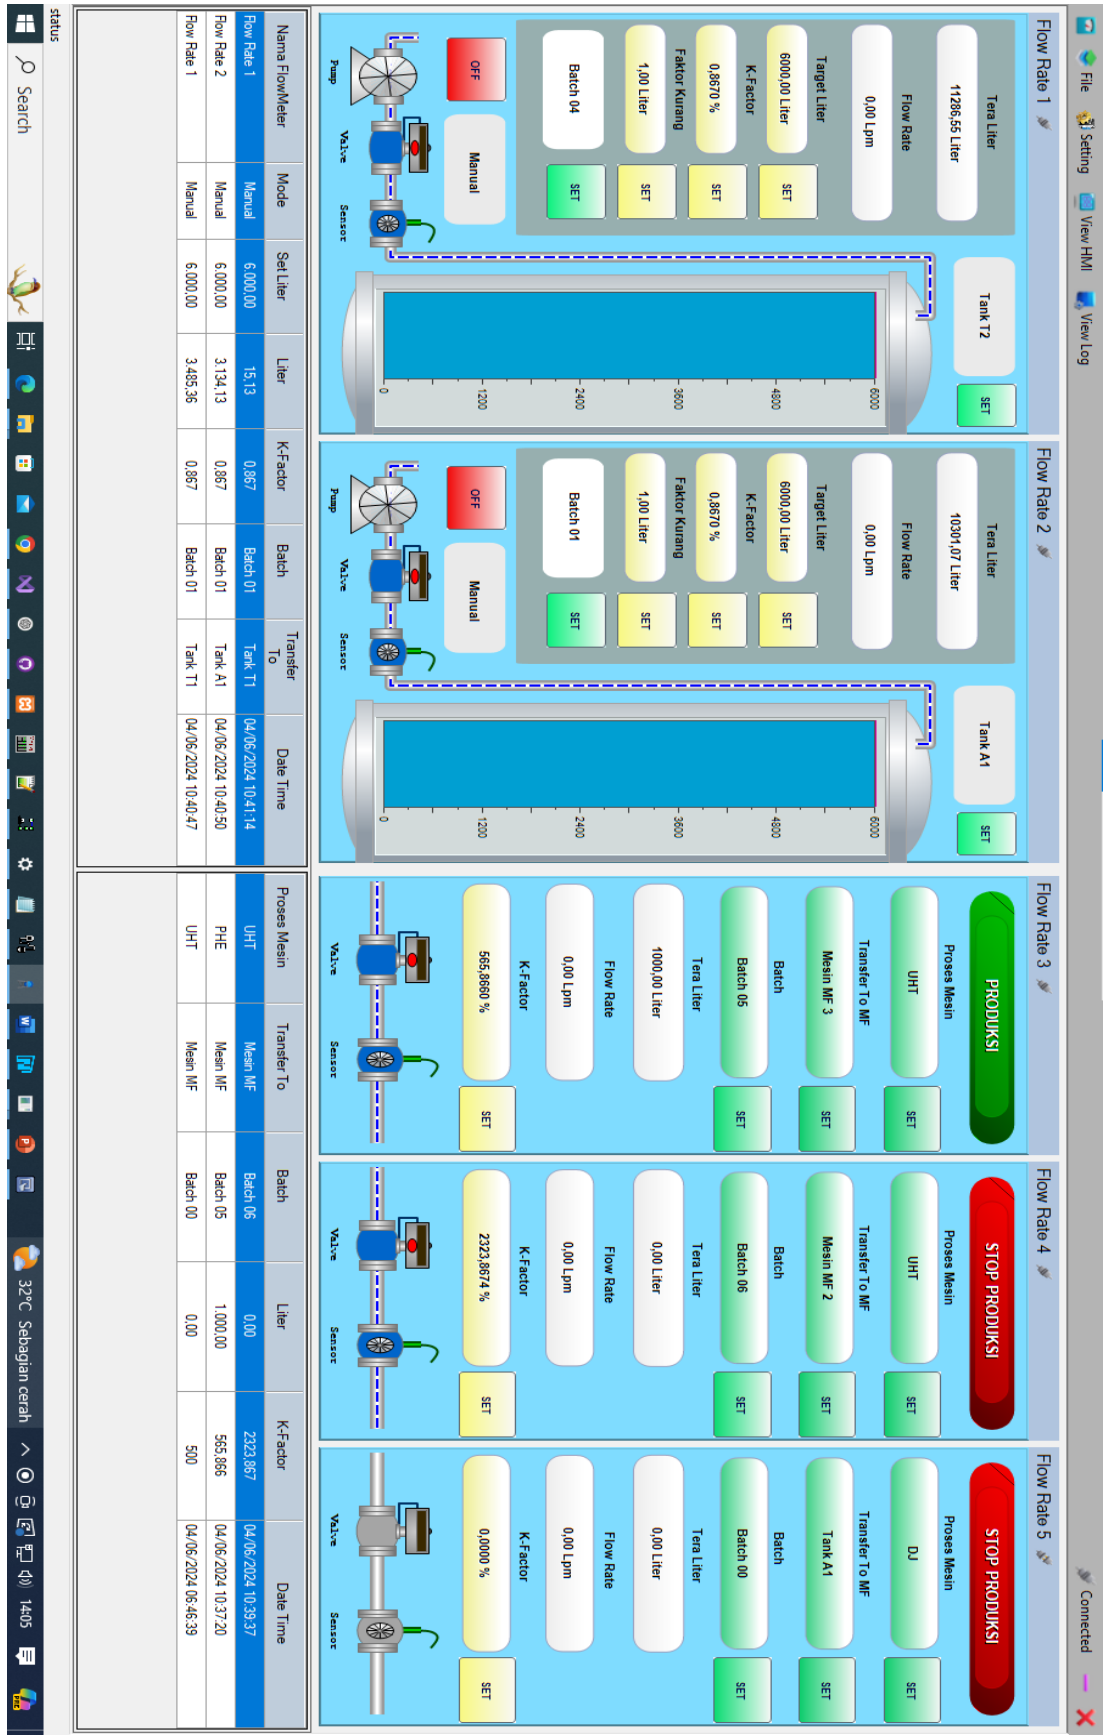 File Setting View HMI View Log Connected
Flow Rate 1
Tera Liter
11286,55 Liter
Flow Rate
0,00 Lpm
Target Liter
6000,00 Liter SET
K-Factor
0,8670 % SET
Faktor Kurang
1,00 Liter SET
Batch 04 SET
OFF Manual
Pump Valve Sensor
Tank T2 SET
6000
4800
3600
2400
1200
0
Flow Rate 2
Tera Liter
10301,07 Liter
Flow Rate
0,00 Lpm
Target Liter
6000,00 Liter SET
K-Factor
0,8670 % SET
Faktor Kurang
1,00 Liter SET
Batch 01 SET
OFF Manual
Pump Valve Sensor
Tank A1 SET
6000
4800
3600
2400
1200
0
Flow Rate 3
PRODUKSI
Proses Mesin
UHT SET
Transfer To MF
Mesin MF 3 SET
Batch
Batch 05 SET
Tera Liter
1000,00 Liter
Flow Rate
0,00 Lpm
K-Factor
565,8660 % SET
Valve Sensor
Flow Rate 4
STOP PRODUKSI
Proses Mesin
UHT SET
Transfer To MF
Mesin MF 2 SET
Batch
Batch 06 SET
Tera Liter
0,00 Liter
Flow Rate
0,00 Lpm
K-Factor
2323,8674 % SET
Valve Sensor
Flow Rate 5
STOP PRODUKSI
Proses Mesin
DJ SET
Transfer To MF
Tank A1 SET
Batch
Batch 00 SET
Tera Liter
0,00 Liter
Flow Rate
0,00 Lpm
K-Factor
0,0000 % SET
Valve Sensor
Nama FlowMeter Mode Set Liter Liter K-Factor Batch Transfer To Date Time
Flow Rate 1 Manual 6.000,00 15,13 0,867 Batch 01 Tank T1 04/06/2024 10:41:14
Flow Rate 2 Manual 6.000,00 3.134,13 0,867 Batch 01 Tank A1 04/06/2024 10:40:50
Flow Rate 1 Manual 6.000,00 3.485,36 0,867 Batch 01 Tank T1 04/06/2024 10:40:47
Proses Mesin Transfer To Batch Liter K-Factor Date Time
UHT Mesin MF Batch 06 0,00 2323,867 04/06/2024 10:39:37
PHE Mesin MF Batch 05 1.000,00 565,866 04/06/2024 10:37:20
UHT Mesin MF Batch 00 0,00 500 04/06/2024 06:46:39
status
Search 32°C Sebagian cerah 14:05